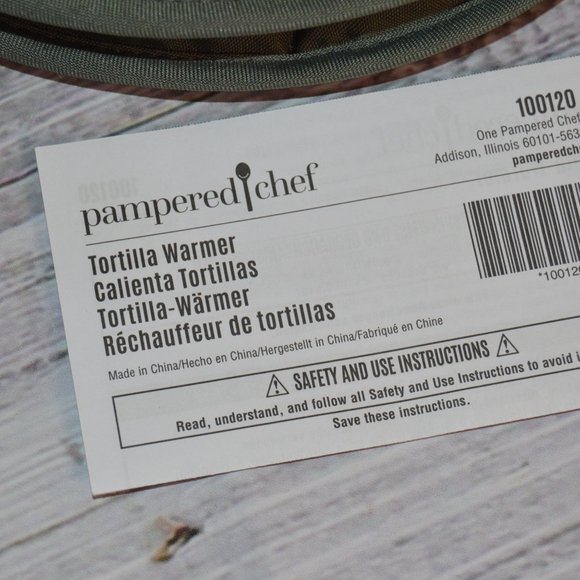 100120
One Pampered Chef
Addison, Illinois 60101-563
pamperedch
pampered chef
Tortilla Warmer
Calienta Tortillas
Tortilla-Wärmer
Réchauffeur de tortillas
Made in China/Hecho en China/Hergestellt in China/Fabriqué en Chine
*10012
SAFETY AND USE INSTRUCTIONS
Read, understand, and follow all Safety and Use Instructions to avoid i
Save these instructions.